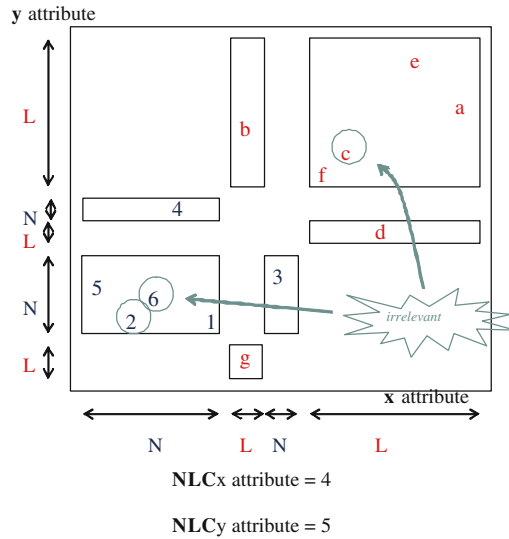 y attribute
e
L
a
b
c
f
4
N
d
L
3
5
N
6
irrelevant
2
1
g
L
x attribute
N
L
N
L
NLCx attribute = 4
NLCy attribute = 5